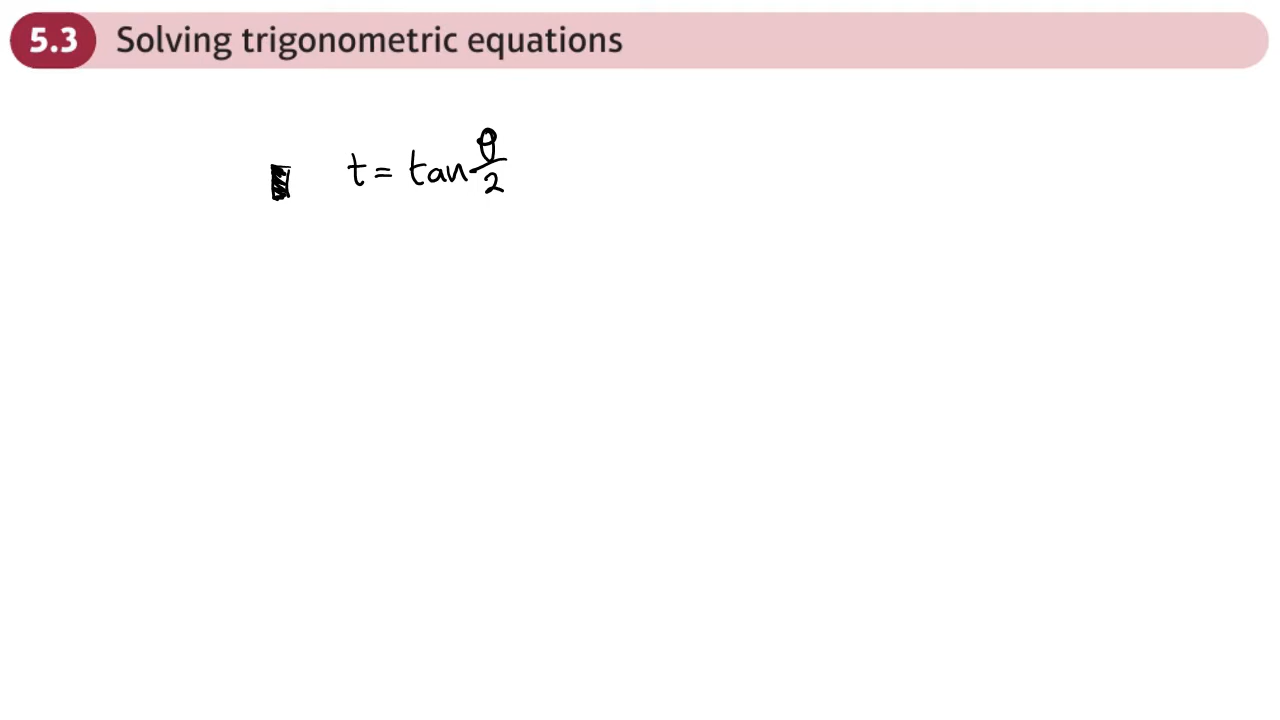 5.3 Solving trigonometric equations
t = tan θ/2